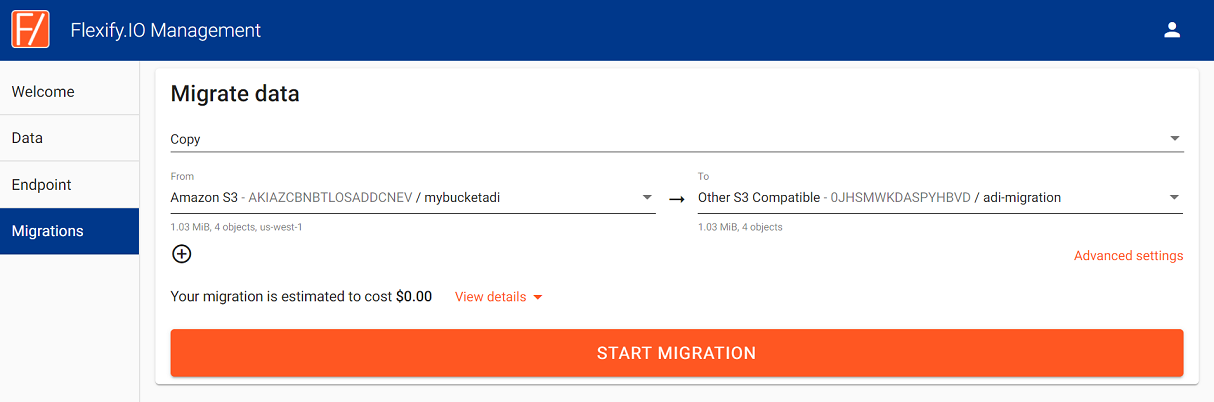 F/ Flexify.IO Management
Welcome
Data
Endpoint
Migrations
Migrate data
Copy
From
Amazon S3 - AKIAZCBNBTLOSADDCNEV / mybucketadi
1.03 MiB, 4 objects, us-west-1
To
Other S3 Compatible - 0JHSMWKDASPYHBVD / adi-migration
1.03 MiB, 4 objects
Advanced settings
Your migration is estimated to cost $0.00 View details
START MIGRATION